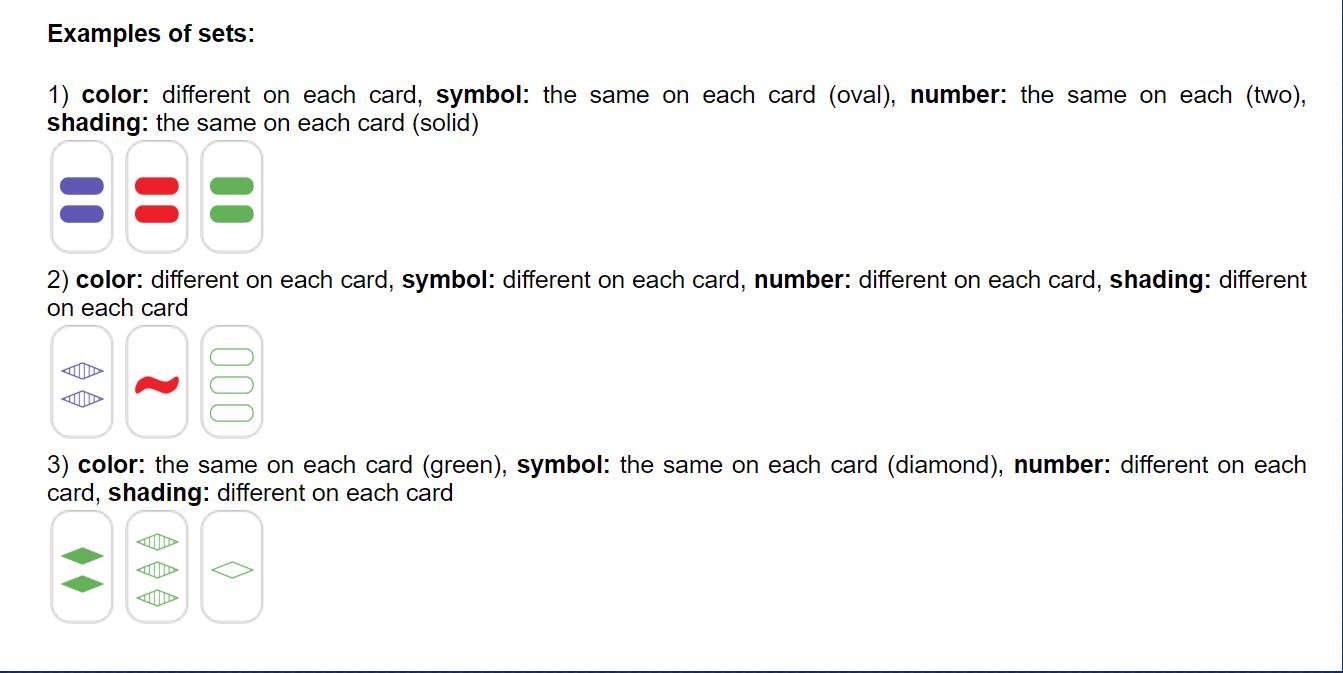 Examples of sets:
1) color: different on each card, symbol: the same on each card (oval), number: the same on each (two),
shading: the same on each card (solid)
2) color: different on each card, symbol: different on each card, number: different on each card, shading: different
on each card
3) color: the same on each card (green), symbol: the same on each card (diamond), number: different on each
card, shading: different on each card